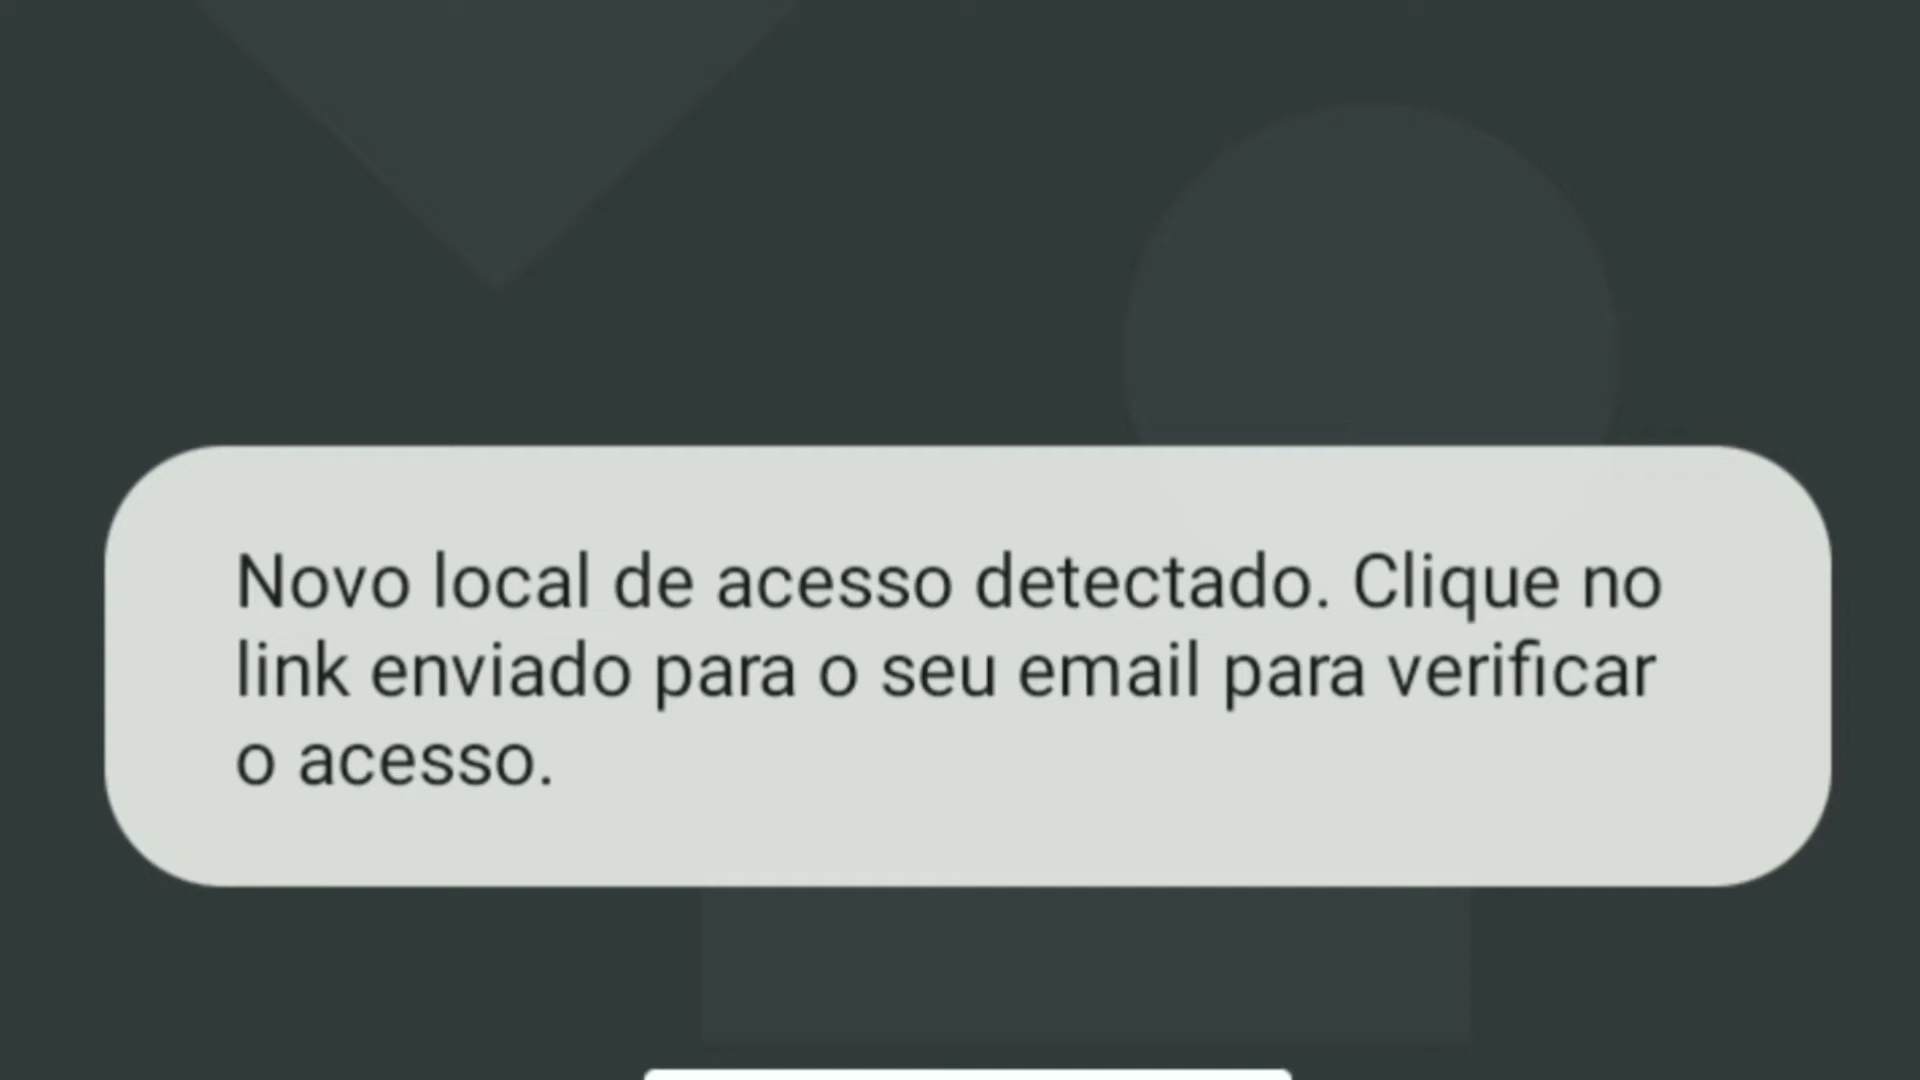 Novo local de acesso detectado. Clique no
link enviado para o seu email para verificar
o acesso.